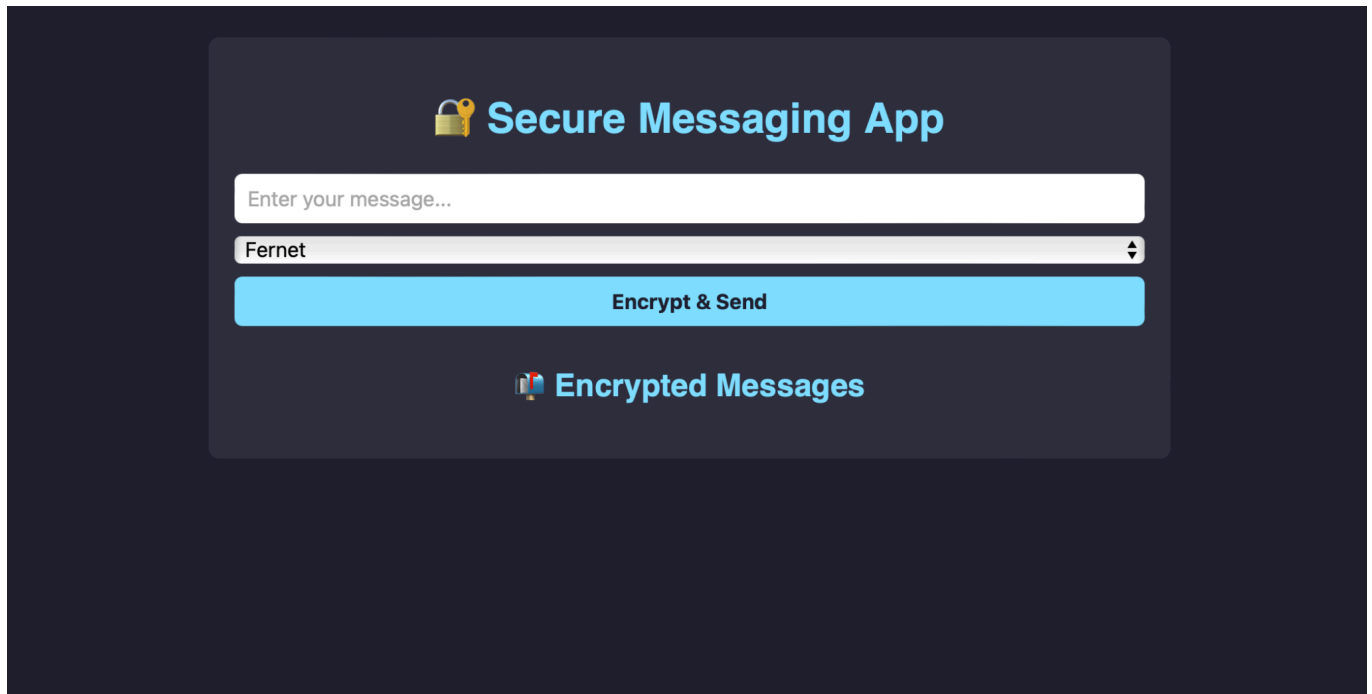 🔐 Secure Messaging App
Enter your message...
Fernet
Encrypt & Send
📬 Encrypted Messages